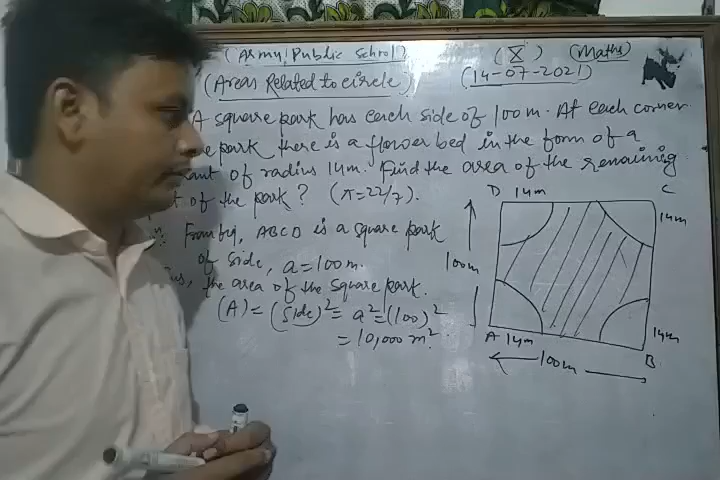 (Army Public School) (X) (Maths)
(Areas Related to circle) (14-07-2021)
A square park has each side of 100 m. At each corner
park there is a flower bed in the form of a
of radius 14m. Find the area of the remaining
of the park? (π=22/7).
From fig, ABCD is a square park
of side, a=100m.
the area of the square park.
(A) = (Side)² = a² = (100)²
= 10,000 m².
D 14m C
14m
100m
14m
A 14m B
100m